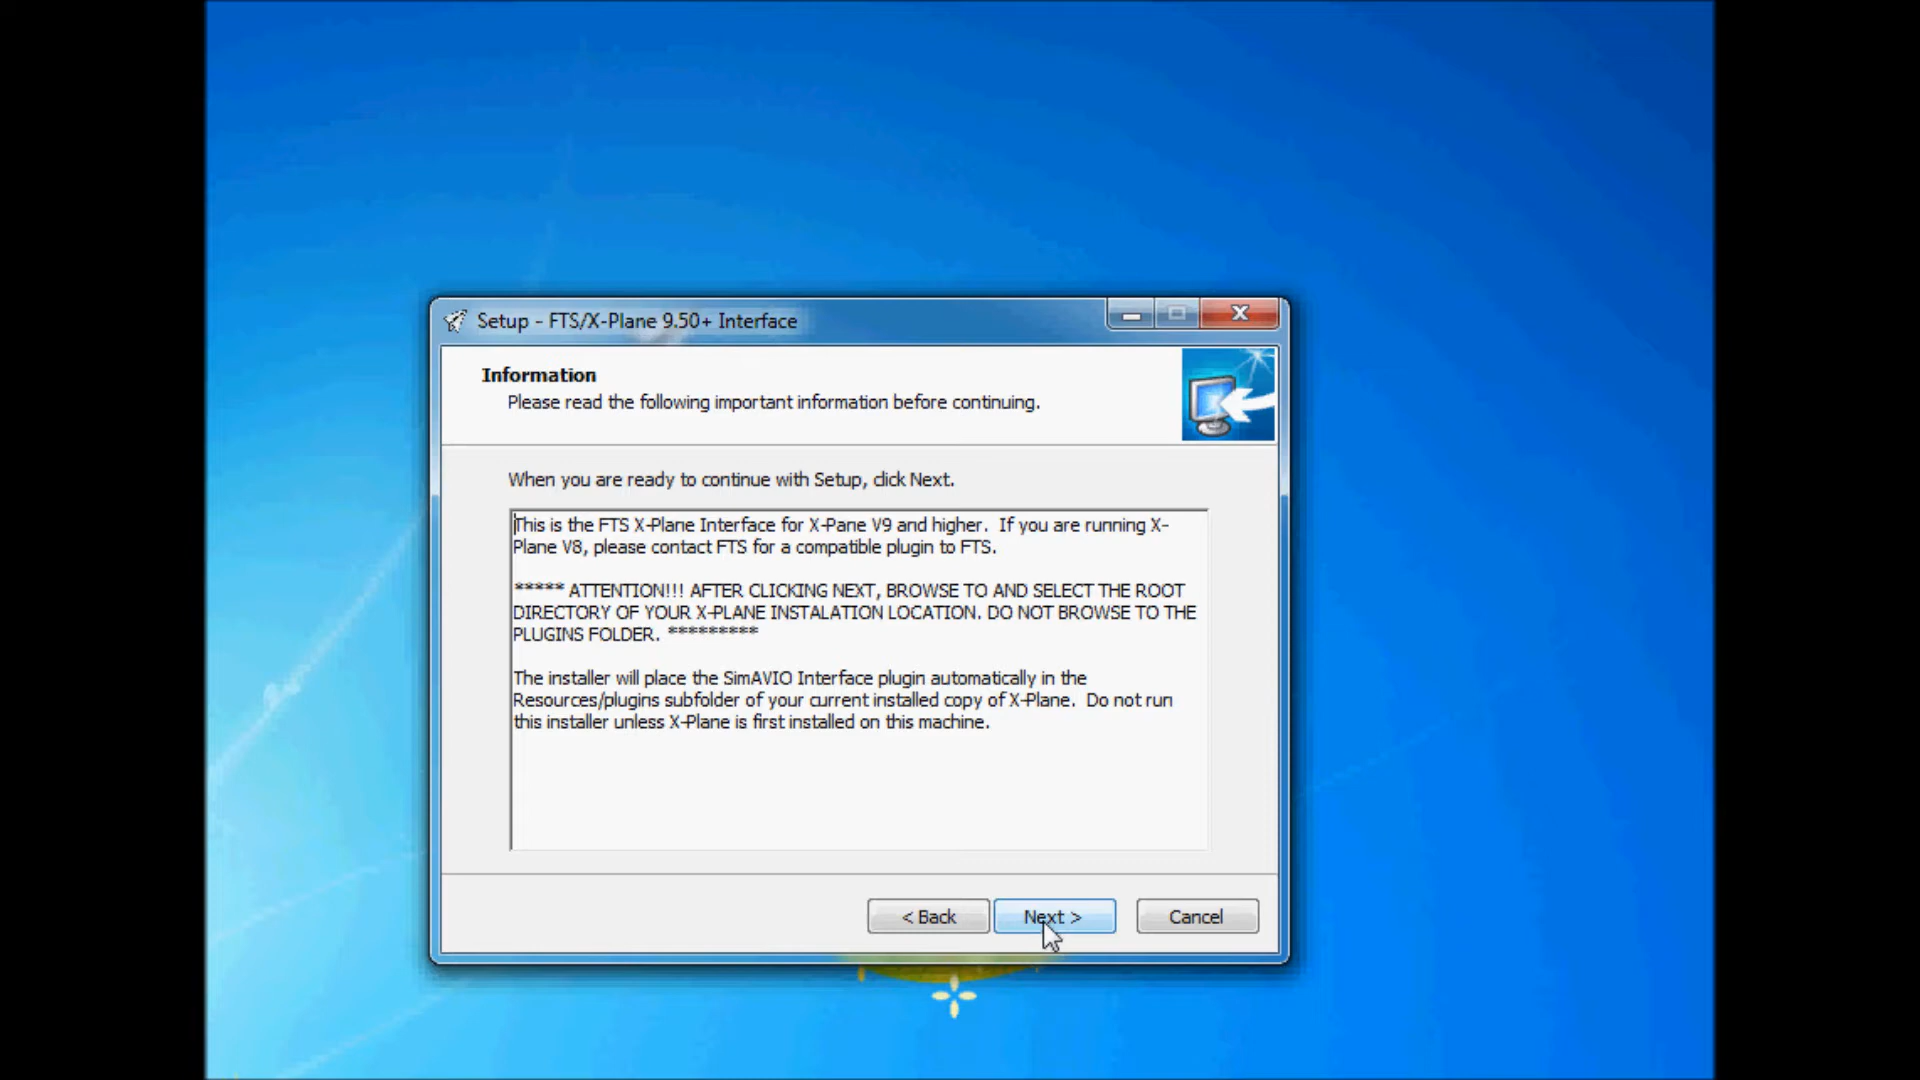 Setup - FTS/X-Plane 9.50+ Interface
Information
Please read the following important information before continuing.
When you are ready to continue with Setup, click Next.
This is the FTS X-Plane Interface for X-Pane V9 and higher.  If you are running X-
Plane V8, please contact FTS for a compatible plugin to FTS.
***** ATTENTION!!! AFTER CLICKING NEXT, BROWSE TO AND SELECT THE ROOT
DIRECTORY OF YOUR X-PLANE INSTALATION LOCATION. DO NOT BROWSE TO THE
PLUGINS FOLDER. *********
The installer will place the SimAVIO Interface plugin automatically in the
Resources/plugins subfolder of your current installed copy of X-Plane.  Do not run
this installer unless X-Plane is first installed on this machine.
< Back
Next >
Cancel